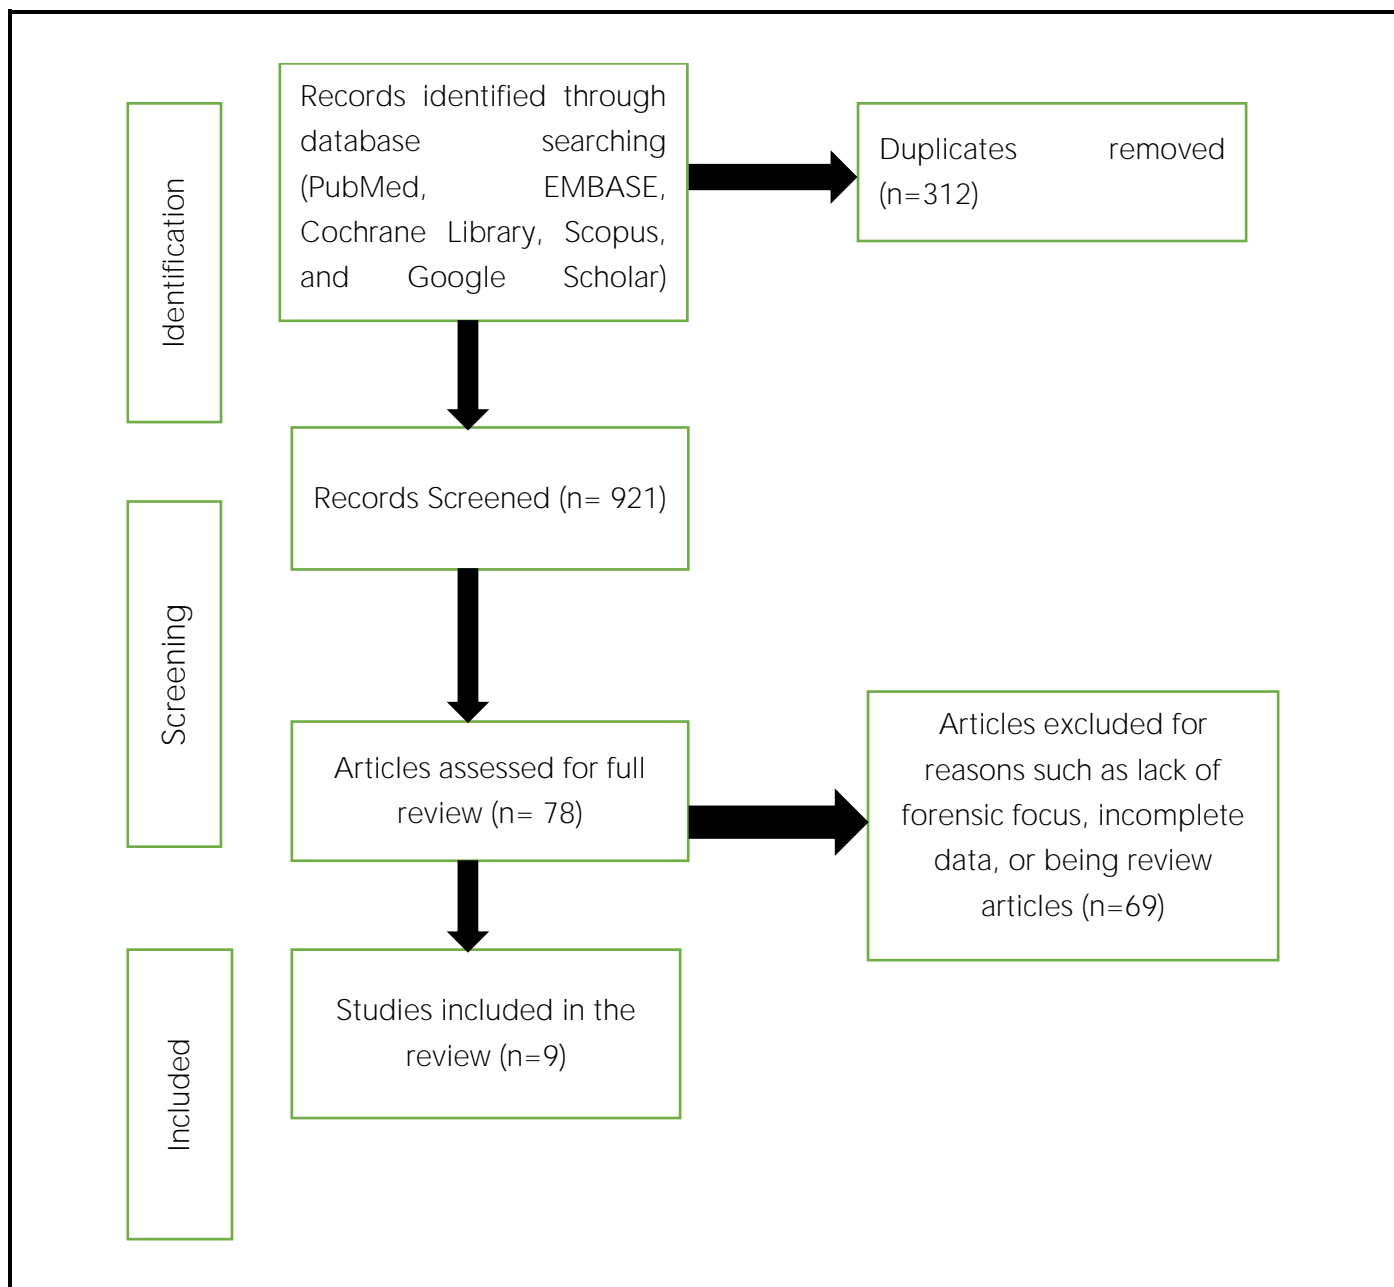 Identification
Records identified through
database searching
(PubMed, EMBASE,
Cochrane Library, Scopus,
and Google Scholar)
Duplicates removed
(n=312)
Records Screened (n= 921)
Screening
Articles assessed for full
review (n= 78)
Articles excluded for
reasons such as lack of
forensic focus, incomplete
data, or being review
articles (n=69)
Included
Studies included in the
review (n=9)